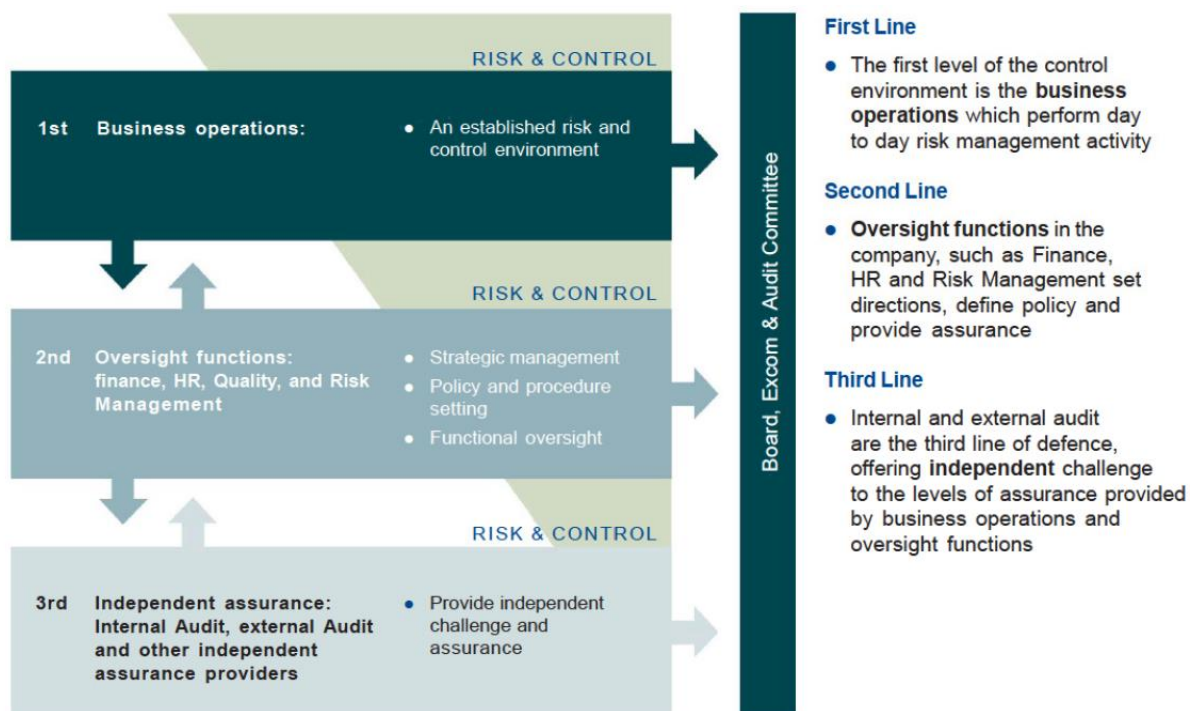 RISK & CONTROL
1st Business operations:
• An established risk and
control environment
RISK & CONTROL
2nd Oversight functions:
finance, HR, Quality, and Risk
Management
• Strategic management
• Policy and procedure
setting
• Functional oversight
RISK & CONTROL
3rd Independent assurance:
Internal Audit, external Audit
and other independent
assurance providers
• Provide independent
challenge and
assurance
Board, Excom & Audit Committee
First Line
• The first level of the control
environment is the business
operations which perform day
to day risk management activity
Second Line
• Oversight functions in the
company, such as Finance,
HR and Risk Management set
directions, define policy and
provide assurance
Third Line
• Internal and external audit
are the third line of defence,
offering independent challenge
to the levels of assurance provided
by business operations and
oversight functions